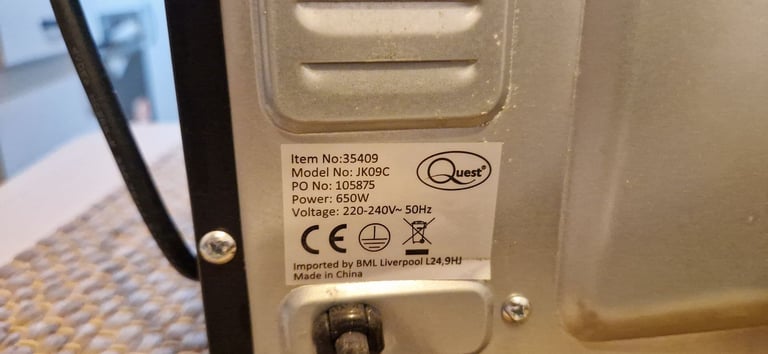 Item No:35409
Model No: JK09C
PO No: 105875
Power: 650W
Voltage: 220-240V~ 50Hz
Quest®
CE
Imported by BML Liverpool L24,9HJ
Made in China